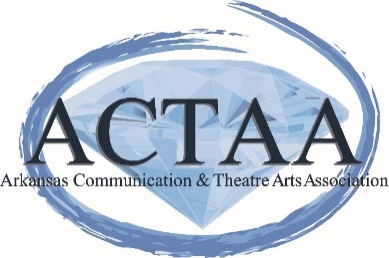 ACTAA
Arkansas Communication & Theatre Arts Association